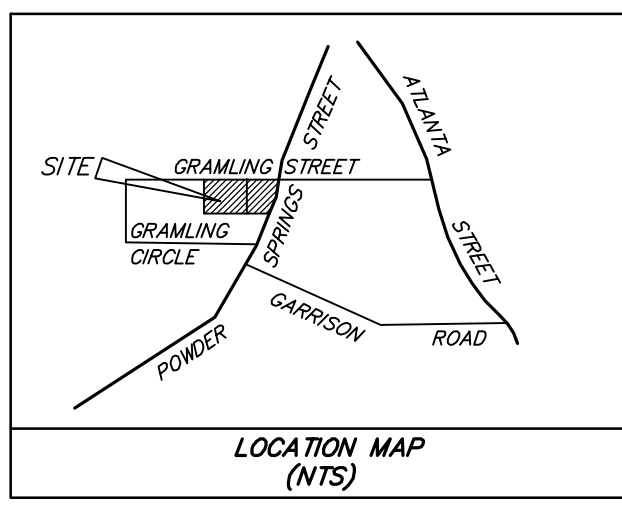 STREET
ATLANTA
SITE
GRAMLING STREET
GRAMLING
CIRCLE
SPRINGS
STREET
GARRISON
ROAD
POWDER
LOCATION MAP
(NTS)